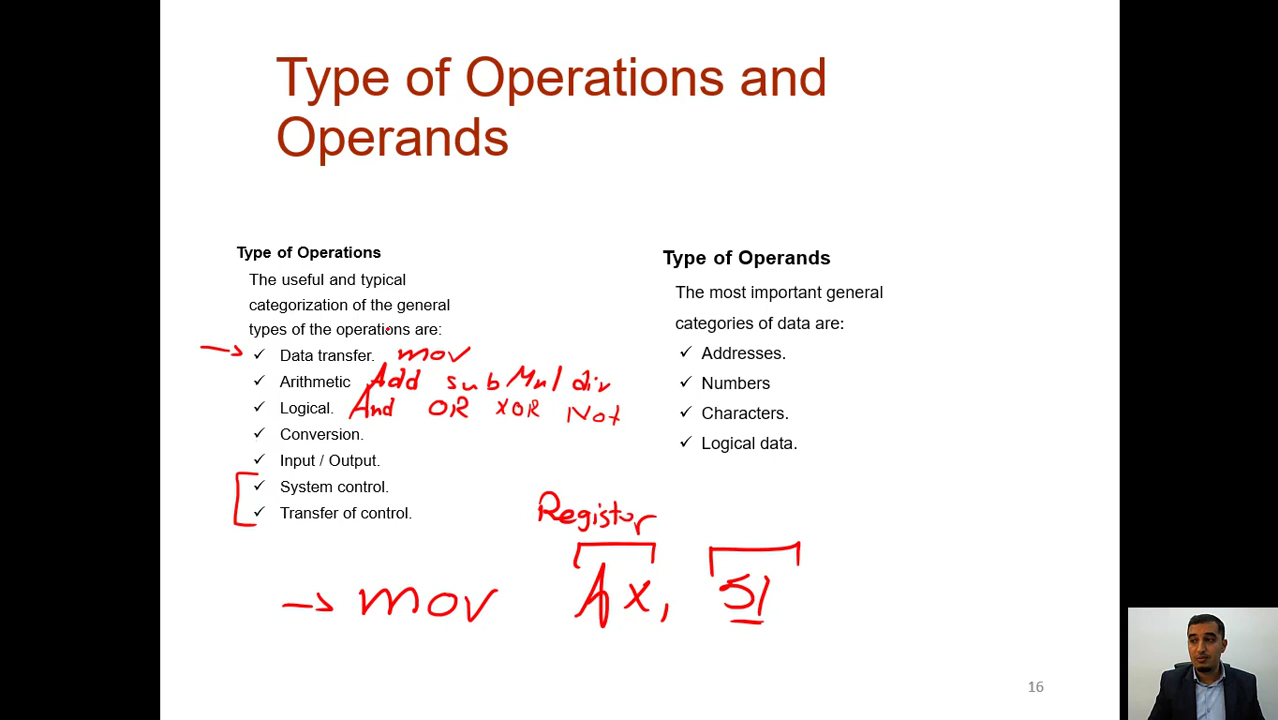 Type of Operations and
Operands
Type of Operations
The useful and typical
categorization of the general
types of the operations are:
→ ✓ Data transfer. mov
✓ Arithmetic Add sub Mul div
✓ Logical. And OR XOR Not
✓ Conversion.
✓ Input / Output.
✓ System control.
✓ Transfer of control.
Type of Operands
The most important general
categories of data are:
✓ Addresses.
✓ Numbers
✓ Characters.
✓ Logical data.
Registor
→ mov Ax, 51
16